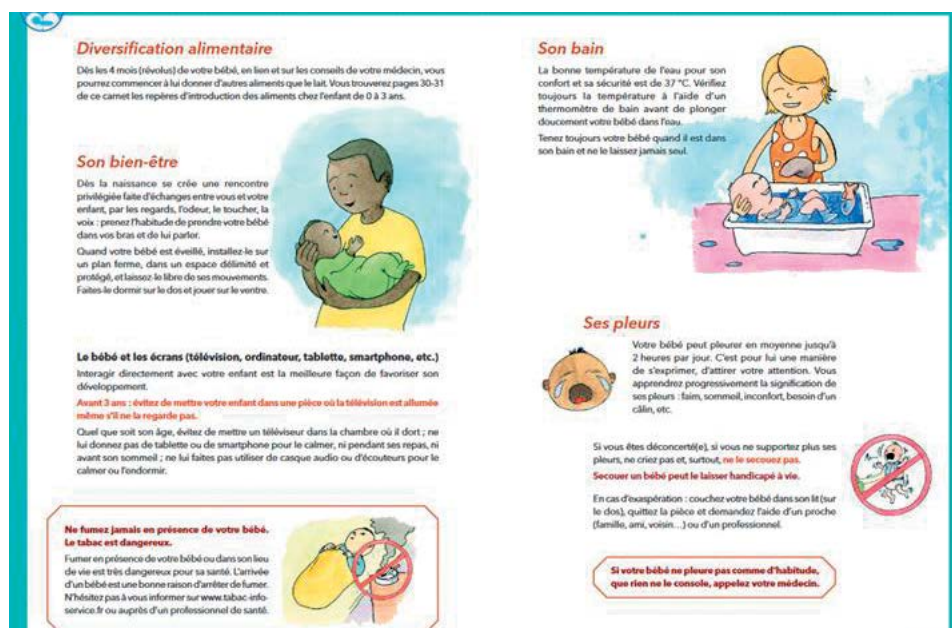 Diversification alimentaire
Dès les 4 mois (révolus) de votre bébé, en lien et sur les conseils de votre médecin, vous
pourrez commencer à lui donner d'autres aliments que le lait. Vous trouverez pages 30-31
de ce carnet les repères d'introduction des aliments chez l'enfant de 0 à 3 ans.
Son bien-être
Dès la naissance se crée une rencontre
privilégiée faite d'échanges entre vous et votre
enfant, par les regards, l'odeur, le toucher, la
voix : prenez l'habitude de prendre votre bébé
dans vos bras et de lui parler.
Quand votre bébé est éveillé, installez-le sur
un plan ferme, dans un espace délimité et
protégé, et laissez-le libre de ses mouvements.
Faites-le dormir sur le dos et jouer sur le ventre.
Le bébé et les écrans (télévision, ordinateur, tablette, smartphone, etc.)
Interagir directement avec votre enfant est la meilleure façon de favoriser son
développement.
Avant 3 ans : évitez de mettre votre enfant dans une pièce où la télévision est allumée
même s'il ne la regarde pas.
Quel que soit son âge, évitez de mettre un téléviseur dans la chambre où il dort ; ne
lui donnez pas de tablette ou de smartphone pour le calmer, ni pendant ses repas, ni
avant son sommeil ; ne lui faites pas utiliser de casque audio ou d'écouteurs pour le
calmer ou l'endormir.
Ne fumez jamais en présence de votre bébé.
Le tabac est dangereux.
Fumer en présence de votre bébé ou dans son lieu
de vie est très dangereux pour sa santé. L'arrivée
d'un bébé est une bonne raison d'arrêter de fumer.
N'hésitez pas à vous informer sur www.tabac-info-
service.fr ou auprès d'un professionnel de santé.
Son bain
La bonne température de l'eau pour son
confort et sa sécurité est de 37 °C. Vérifiez
toujours la température à l'aide d'un
thermomètre de bain avant de plonger
doucement votre bébé dans l'eau.
Tenez toujours votre bébé quand il est dans
son bain et ne le laissez jamais seul.
Ses pleurs
Votre bébé peut pleurer en moyenne jusqu'à
2 heures par jour. C'est pour lui une manière
de s'exprimer, d'attirer votre attention. Vous
apprendrez progressivement la signification de
ses pleurs : faim, sommeil, inconfort, besoin d'un
câlin, etc.
Si vous êtes déconcerté(e), si vous ne supportez plus ses
pleurs, ne criez pas et, surtout, ne le secouez pas.
Secouer un bébé peut le laisser handicapé à vie.
En cas d'exaspération : couchez votre bébé dans son lit (sur
le dos), quittez la pièce et demandez l'aide d'un proche
(famille, ami, voisin…) ou d'un professionnel.
Si votre bébé ne pleure pas comme d'habitude,
que rien ne le console, appelez votre médecin.